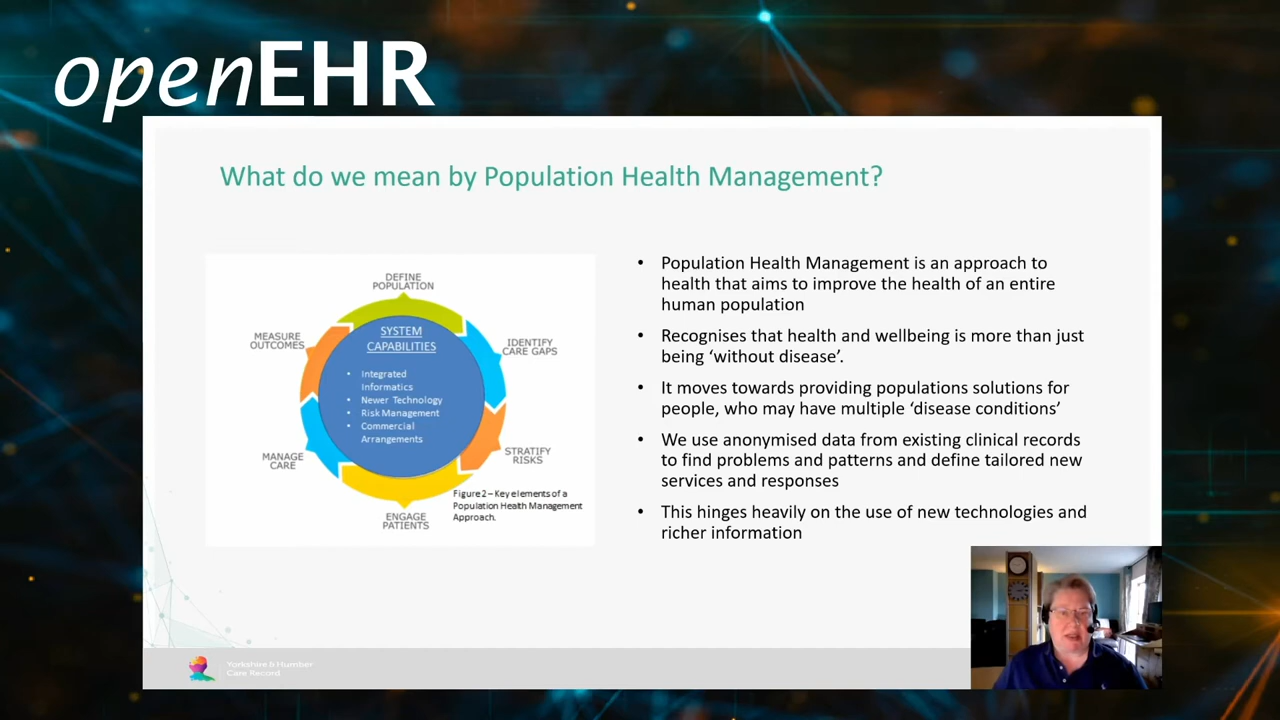 openEHR
What do we mean by Population Health Management?
DEFINE
POPULATION
MEASURE
OUTCOMES
IDENTIFY
CARE GAPS
SYSTEM
CAPABILITIES
• Integrated
Informatics
• Newer Technology
• Risk Management
• Commercial
Arrangements
MANAGE
CARE
STRATIFY
RISKS
ENGAGE
PATIENTS
Figure 2 – Key elements of a
Population Health Management
Approach.
• Population Health Management is an approach to
health that aims to improve the health of an entire
human population
• Recognises that health and wellbeing is more than just
being ‘without disease’.
• It moves towards providing populations solutions for
people, who may have multiple ‘disease conditions’
• We use anonymised data from existing clinical records
to find problems and patterns and define tailored new
services and responses
• This hinges heavily on the use of new technologies and
richer information
Yorkshire & Humber
Care Record